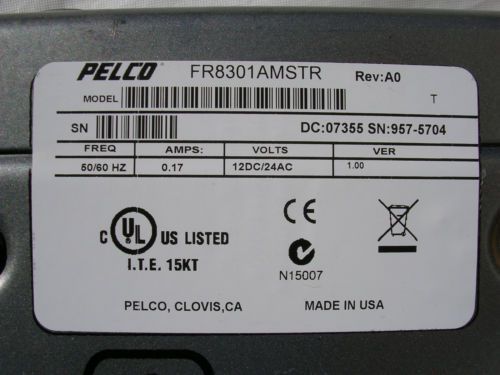 PELCO FR8301AMSTR Rev:A0
MODEL T
SN DC:07355 SN:957-5704
FREQ AMPS: VOLTS VER
50/60 HZ 0.17 12DC/24AC 1.00
C UL US LISTED CE
I.T.E. 15KT N15007
PELCO, CLOVIS,CA MADE IN USA